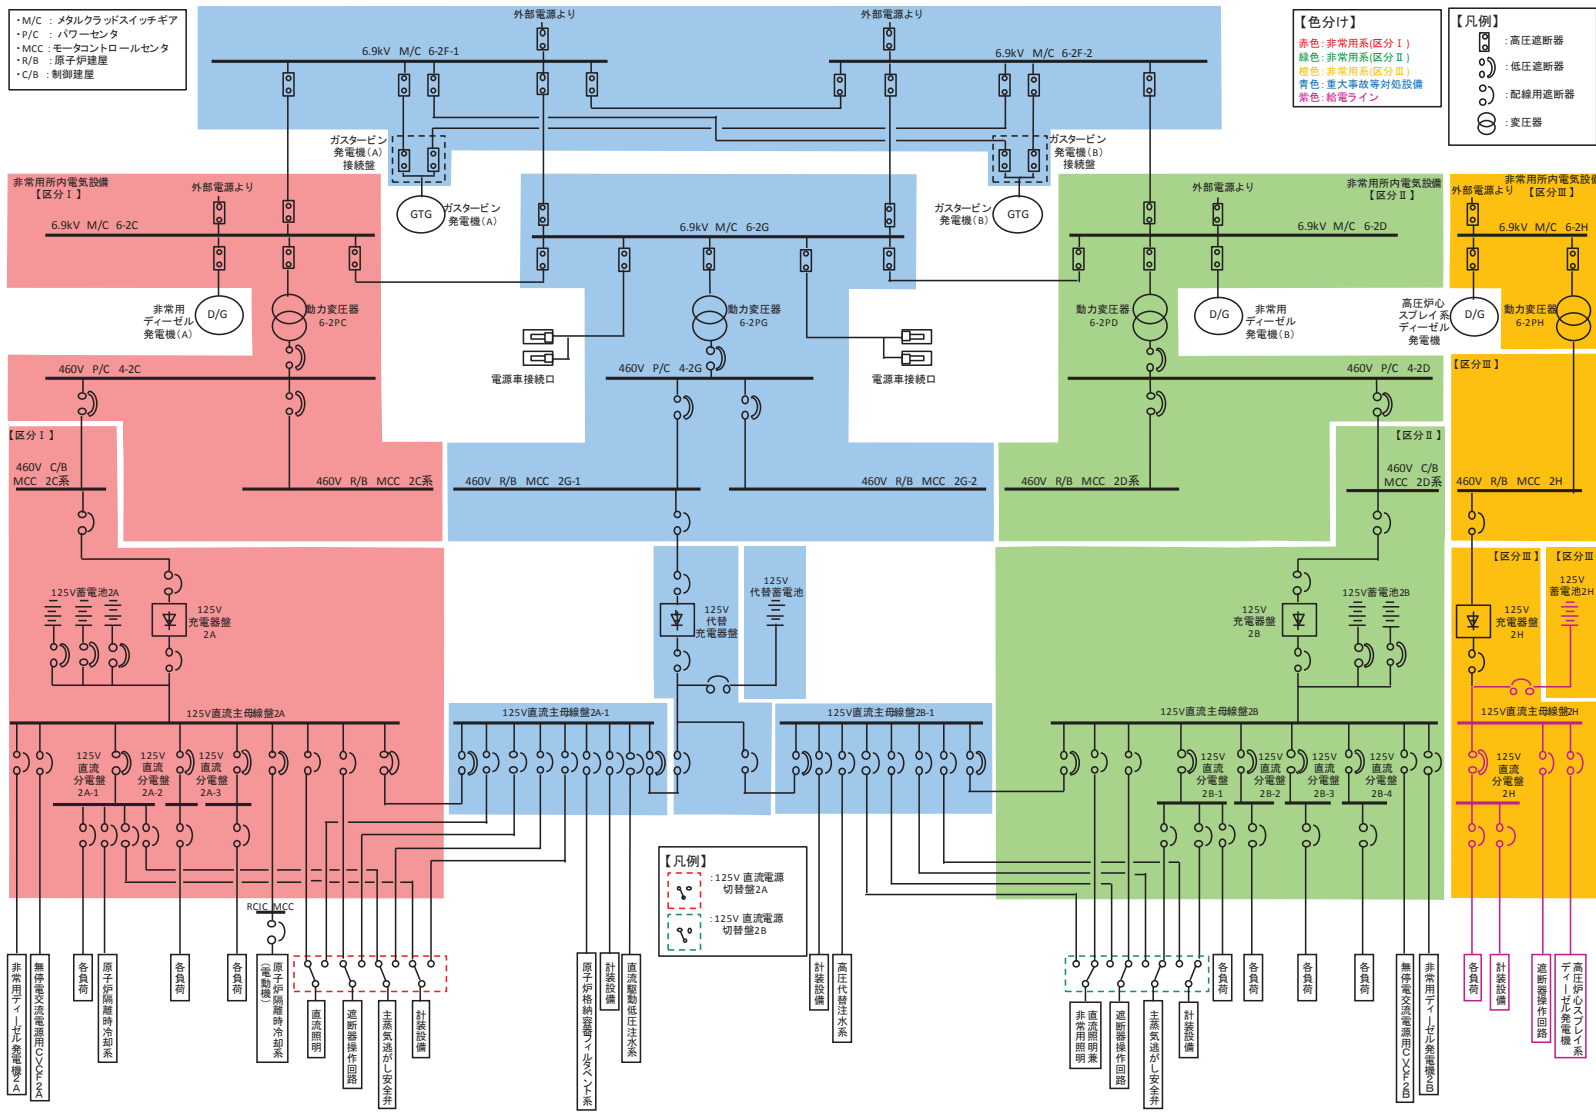 ・M/C ： メタルクラッドスイッチギア
・P/C ： パワーセンタ
・MCC ：モータコントロールセンタ
・R/B ：原子炉建屋
・C/B ：制御建屋
外部電源より
外部電源より
6.9kV M/C 6-2F-1
6.9kV M/C 6-2F-2
【色分け】
赤色：非常用系(区分Ⅰ)
緑色：非常用系(区分Ⅱ)
橙色：非常用系(区分Ⅲ)
青色：重大事故等対処設備
紫色：給電ライン
【凡例】
：高圧遮断器
：低圧遮断器
：配線用遮断器
：変圧器
ガスタービン
発電機(A)
接続盤
ガスタービン
発電機(B)
接続盤
GTG
ガスタービン
発電機(A)
ガスタービン
発電機(B)
GTG
非常用所内電気設備
【区分Ⅰ】
外部電源より
6.9kV M/C 6-2C
6.9kV M/C 6-2G
外部電源より
非常用所内電気設備
【区分Ⅱ】
6.9kV M/C 6-2D
非常用所内電気設備
外部電源より 【区分Ⅲ】
6.9kV M/C 6-2H
非常用
ディーゼル
発電機(A)
D/G
動力変圧器
6-2PC
動力変圧器
6-2PG
動力変圧器
6-2PD
D/G
非常用
ディーゼル
発電機(B)
高圧炉心
スプレイ系
ディーゼル
発電機
D/G
動力変圧器
6-2PH
電源車接続口
電源車接続口
460V P/C 4-2C
460V P/C 4-2G
460V P/C 4-2D
【区分Ⅲ】
【区分Ⅰ】
【区分Ⅱ】
460V C/B
MCC 2C系
460V R/B MCC 2C系
460V R/B MCC 2G-1
460V R/B MCC 2G-2
460V R/B MCC 2D系
460V C/B
MCC 2D系
460V R/B MCC 2H
【区分Ⅲ】
【区分Ⅲ
125V蓄電池2A
125V
充電器盤
2A
125V
代替
充電器盤
125V
代替蓄電池
125V
充電器盤
2B
125V蓄電池2B
125V
充電器盤
2H
125V
蓄電池2H
125V直流主母線盤2A
125V直流主母線盤2A-1
125V直流主母線盤2B-1
125V直流主母線盤2B
125V直流主母線盤2H
125V
直流
分電盤
2A-1
125V
直流
分電盤
2A-2
125V
直流
分電盤
2A-3
125V
直流
分電盤
2B-1
125V
直流
分電盤
2B-2
125V
直流
分電盤
2B-3
125V
直流
分電盤
2B-4
125V
直流
分電盤
2H
【凡例】
：125V 直流電源
切替盤2A
：125V 直流電源
切替盤2B
RCIC MCC
非常用ディーゼル発電機2A
無停電交流電源用CVCF2A
各負荷
原子炉隔離時冷却系
各負荷
各負荷
原子炉隔離時冷却系
(電動機)
直流照明
遮断器操作回路
主蒸気逃がし安全弁
計装設備
原子炉格納容器フィルタベント系
計装設備
直流駆動低圧注水系
計装設備
高圧代替注水系
直流照明兼
非常用照明
遮断器操作回路
主蒸気逃がし安全弁
計装設備
各負荷
各負荷
各負荷
各負荷
無停電交流電源用CVCF2B
非常用ディーゼル発電機2B
各負荷
計装設備
遮断器操作回路
高圧炉心スプレイ系
ディーゼル発電機